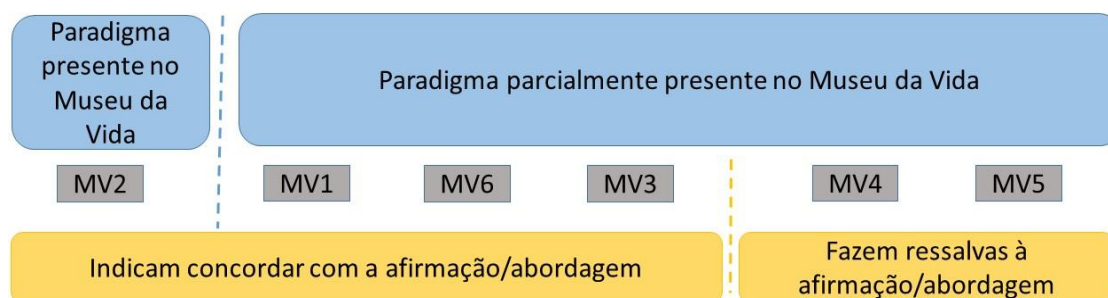 Paradigma
presente no
Museu da
Vida
Paradigma parcialmente presente no Museu da Vida
MV2
MV1
MV6
MV3
MV4
MV5
Indicam concordar com a afirmação/abordagem
Fazem ressalvas à
afirmação/abordagem